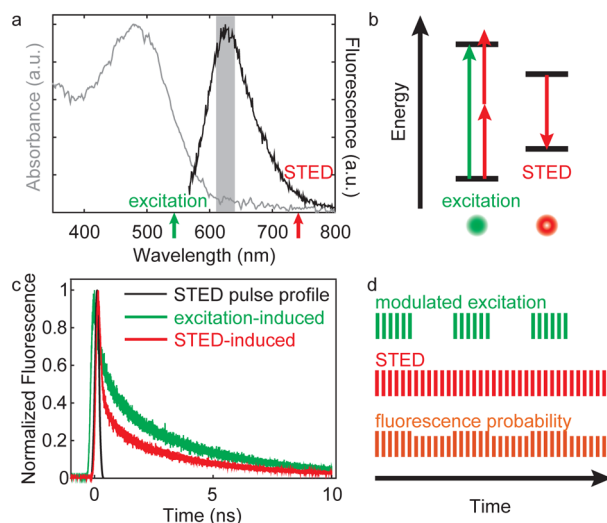 a
Absorbance (a.u.)
Fluorescence (a.u.)
excitation
STED
400 500 600 700 800
Wavelength (nm)
b
Energy
STED
excitation
c
Normalized Fluorescence
1
0.8
0.6
0.4
0.2
0
STED pulse profile
excitation-induced
STED-induced
0 5 10
Time (ns)
d
modulated excitation
STED
fluorescence probability
Time